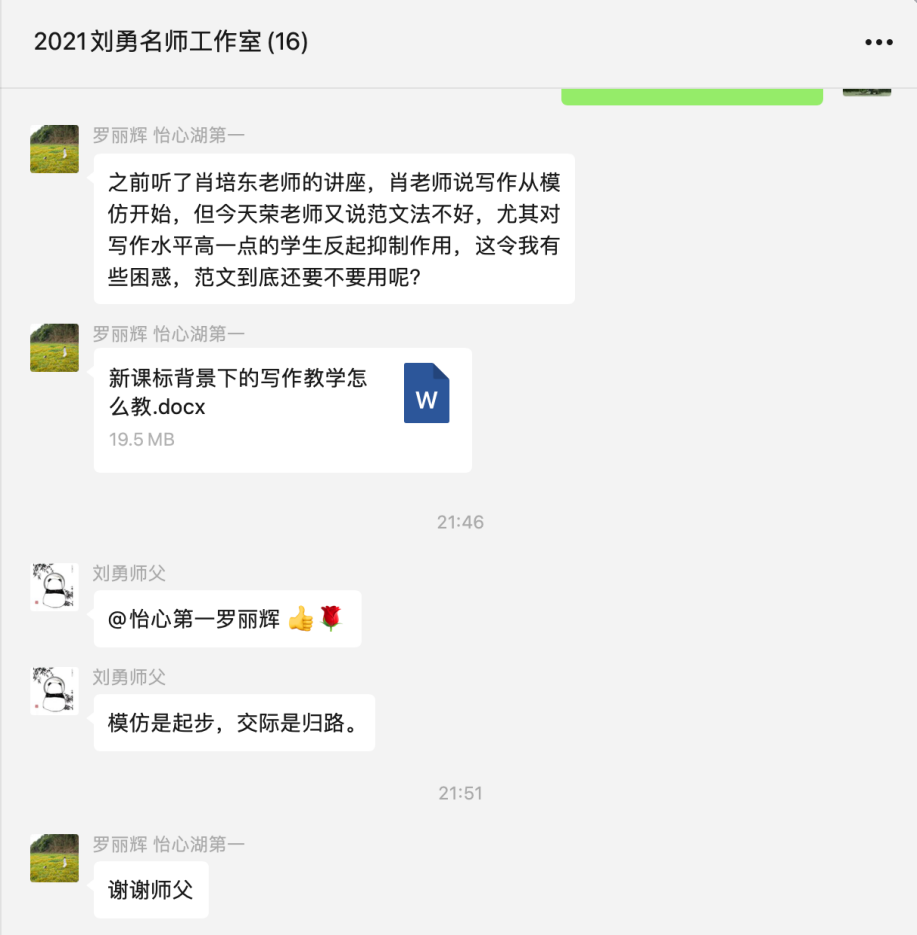 2021刘勇名师工作室(16)
罗丽辉 怡心湖第一
之前听了肖培东老师的讲座，肖老师说写作从模
仿开始，但今天荣老师又说范文法不好，尤其对
写作水平高一点的学生反起抑制作用，这令我有
些困惑，范文到底还要不要用呢？
罗丽辉 怡心湖第一
新课标背景下的写作教学怎
么教.docx
W
19.5 MB
21:46
刘勇师父
@怡心第一罗丽辉 👍🌹
刘勇师父
模仿是起步，交际是归路。
21:51
罗丽辉 怡心湖第一
谢谢师父